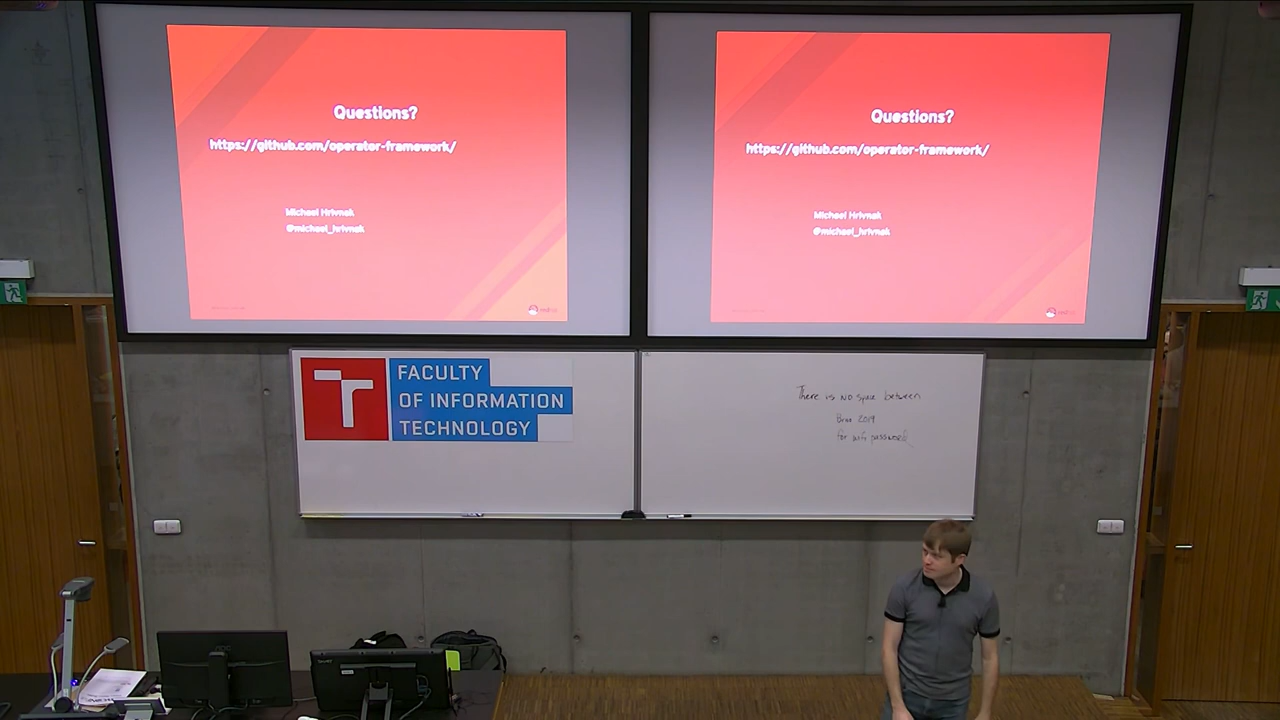 Questions?
https://github.com/operator-framework/
Michael Hrivnak
@michael_hrivnak
Questions?
https://github.com/operator-framework/
Michael Hrivnak
@michael_hrivnak
FACULTY
OF INFORMATION
TECHNOLOGY
There is no space between
Brno 2019
for wifi password